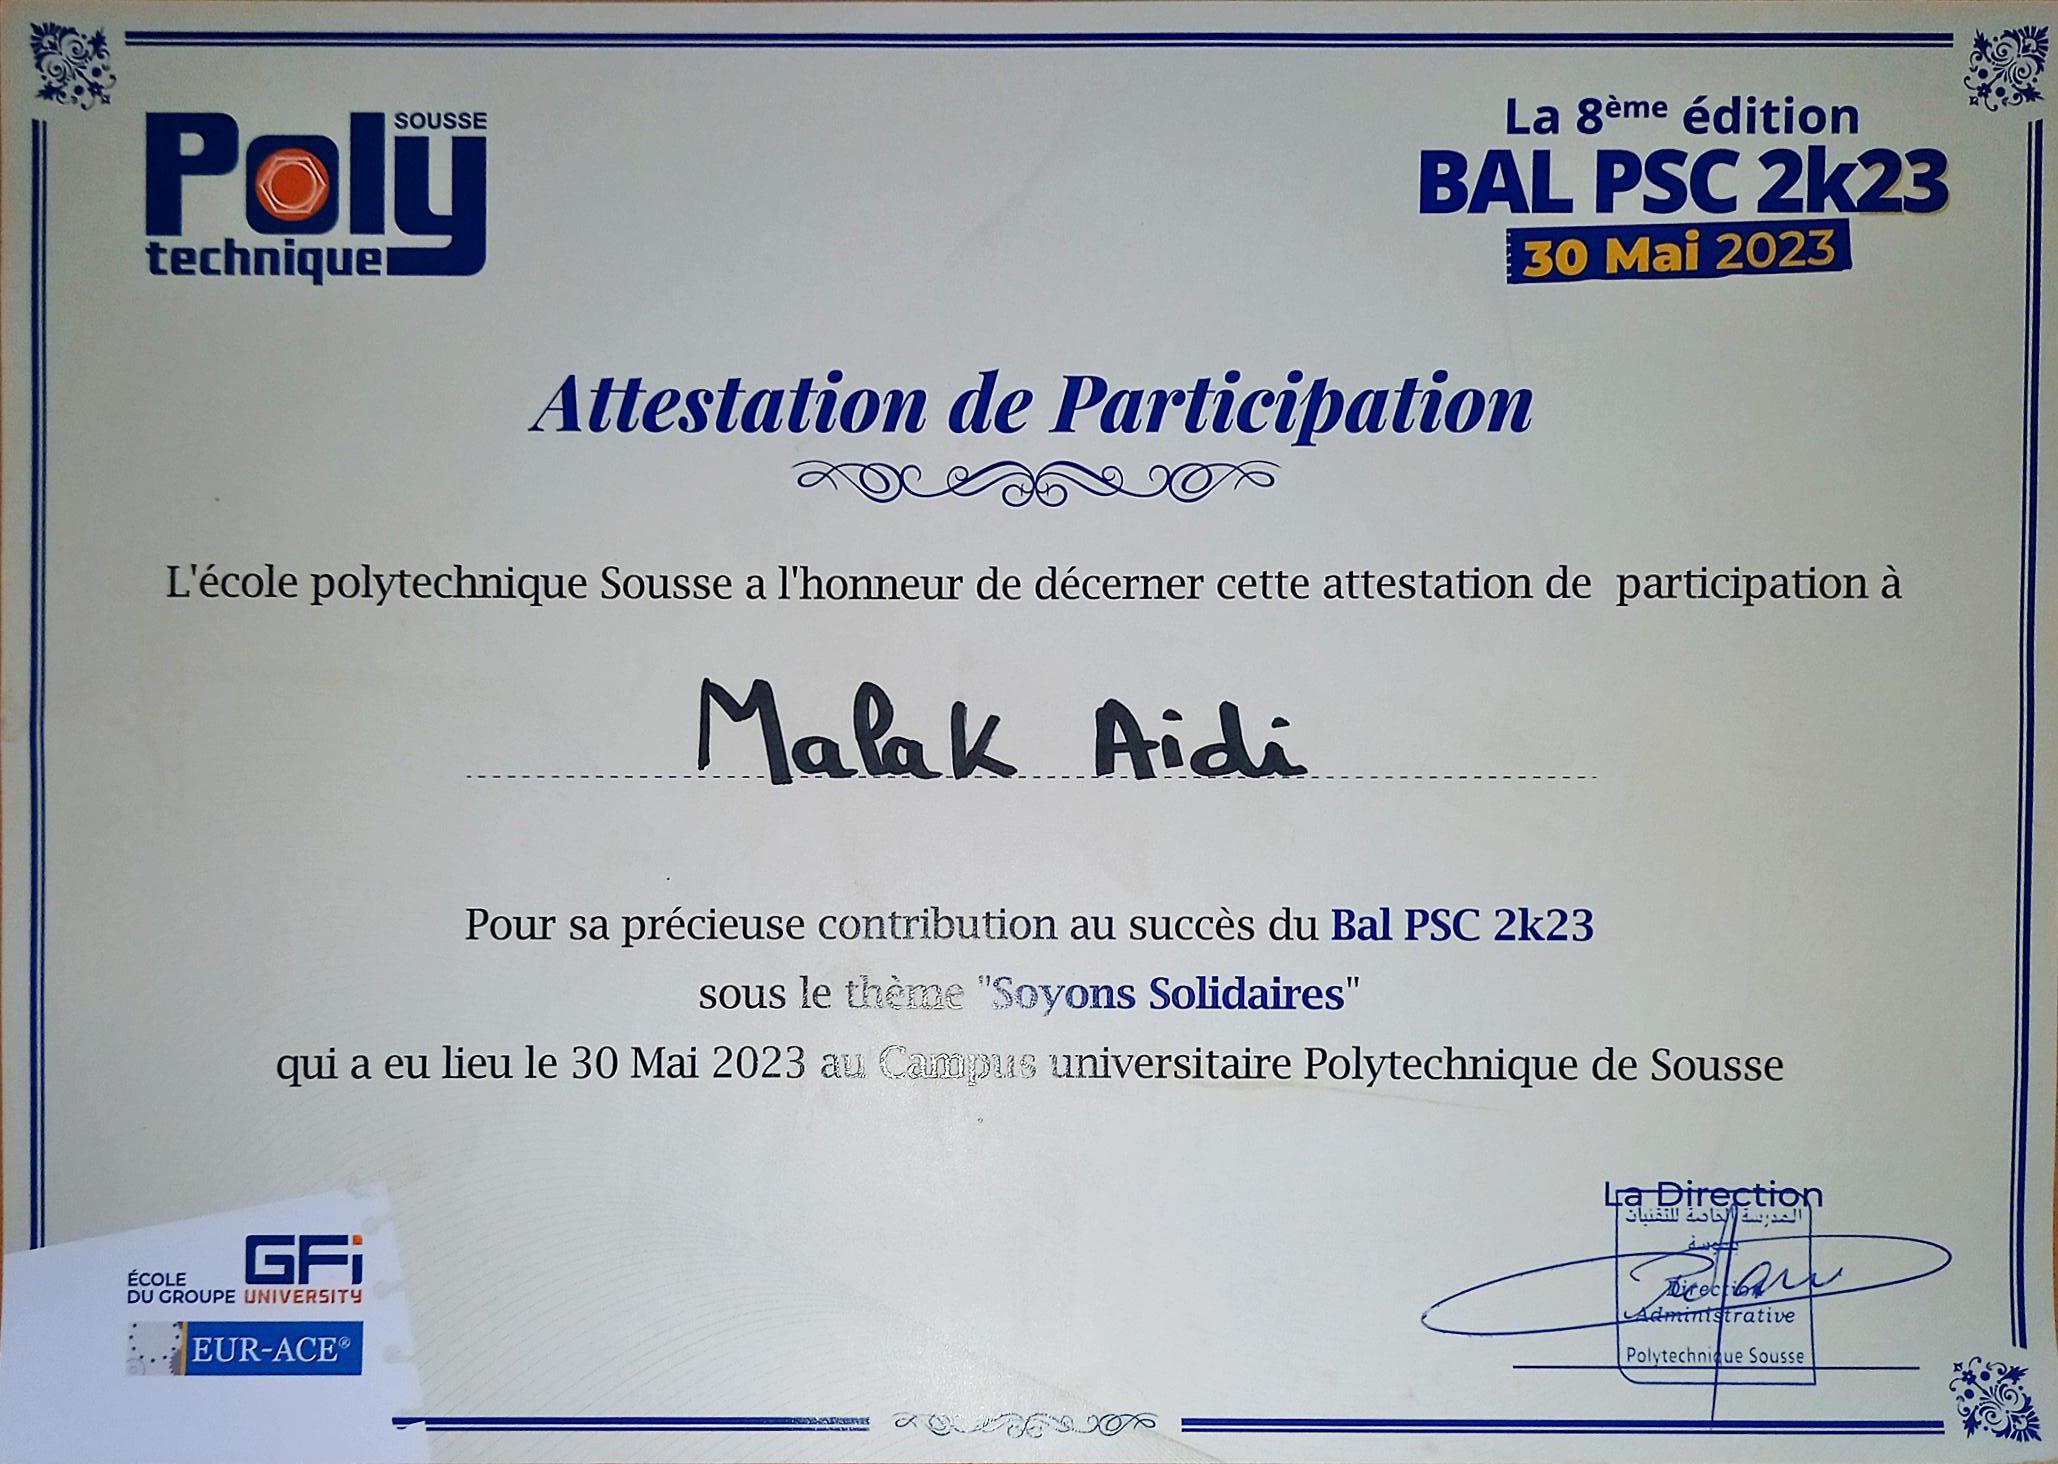 SOUSSE
Poly
technique
La 8ème édition
BAL PSC 2k23
30 Mai 2023
Attestation de Participation
L'école polytechnique Sousse a l'honneur de décerner cette attestation de participation à
Malak Aidi
Pour sa précieuse contribution au succès du Bal PSC 2k23
sous le thème "Soyons Solidaires"
qui a eu lieu le 30 Mai 2023 au Campus universitaire Polytechnique de Sousse
La Direction
المدرسة الخاصة للتقنيات
بسوسة
Direction
Administrative
Polytechnique Sousse
GFi
ÉCOLE
DU GROUPE UNIVERSITY
EUR-ACE®